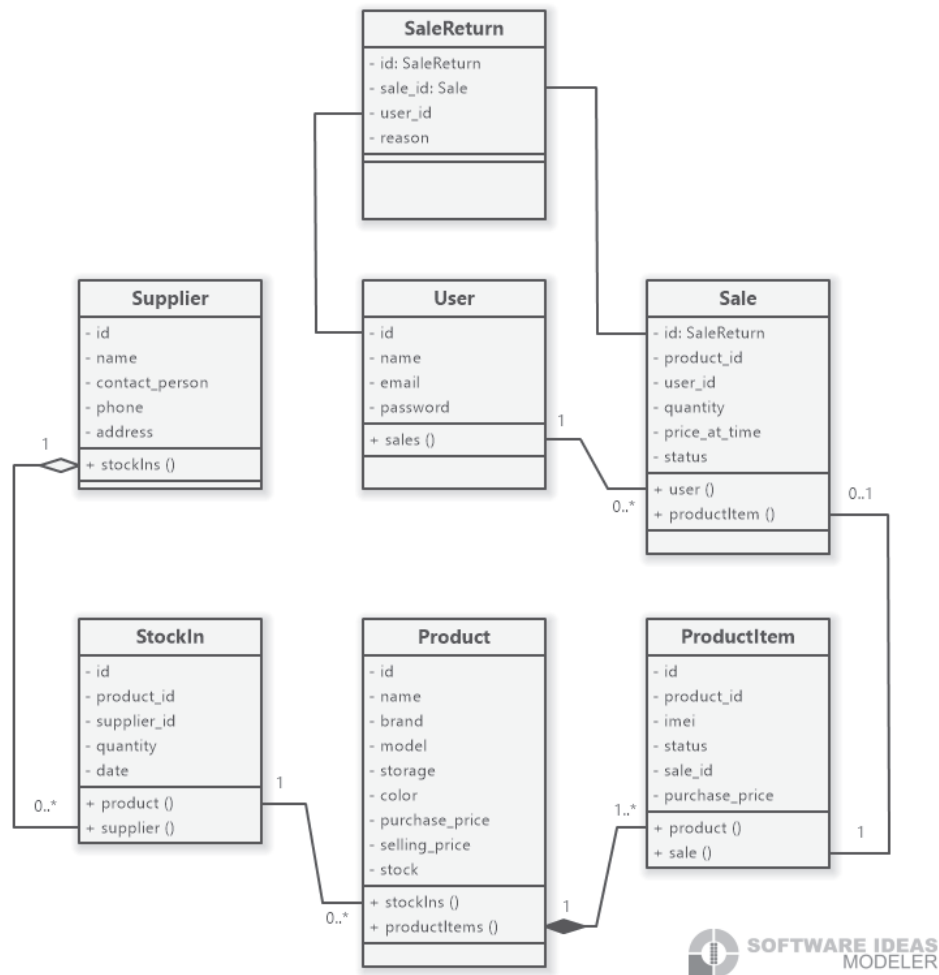 SaleReturn
- id: SaleReturn
- sale_id: Sale
- user_id
- reason
Supplier
- id
- name
- contact_person
- phone
- address
+ stockIns ()
1
User
- id
- name
- email
- password
+ sales ()
1
0..*
Sale
- id: SaleReturn
- product_id
- user_id
- quantity
- price_at_time
- status
+ user ()
+ productItem ()
0..1
StockIn
- id
- product_id
- supplier_id
- quantity
- date
+ product ()
+ supplier ()
0..*
1
0..*
Product
- id
- name
- brand
- model
- storage
- color
- purchase_price
- selling_price
- stock
+ stockIns ()
+ productItems ()
1
1..*
ProductItem
- id
- product_id
- imei
- status
- sale_id
- purchase_price
+ product ()
+ sale ()
1
SOFTWARE IDEAS
MODELER